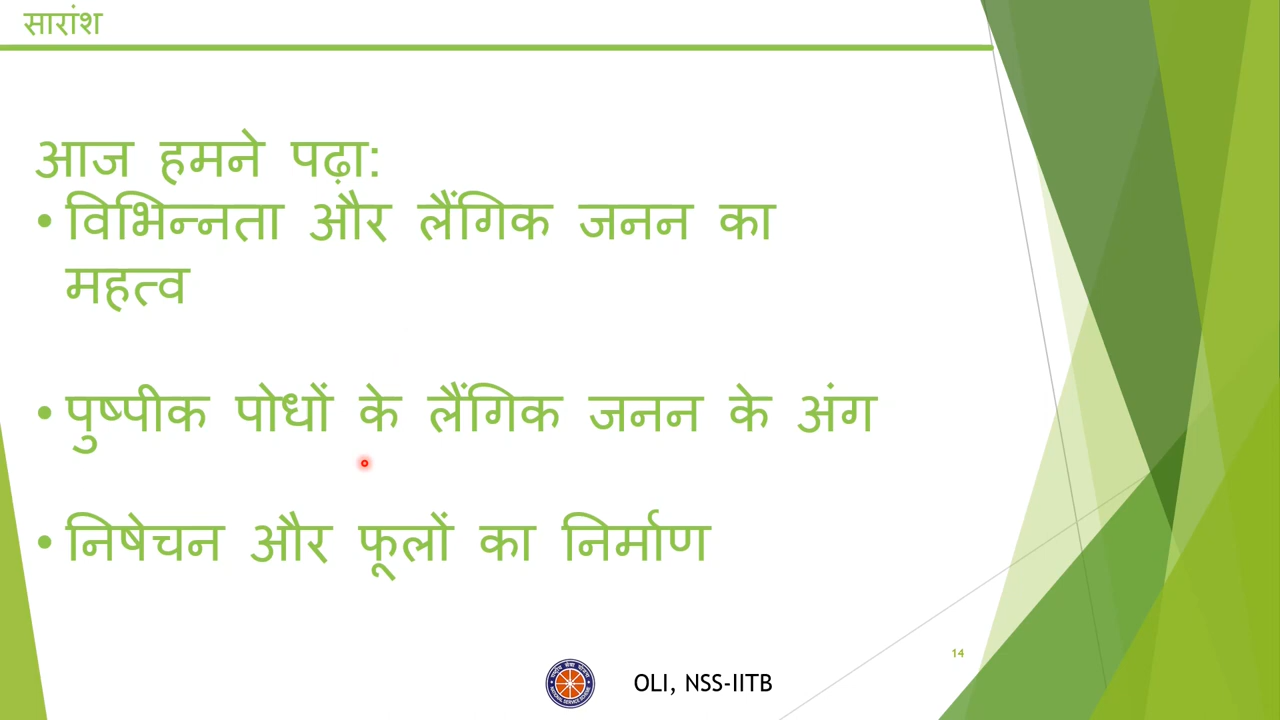 सारांश
आज हमने पढ़ा:
• विभिन्नता और लैंगिक जनन का
महत्व
• पुष्पीक पोधों के लैंगिक जनन के अंग
• निषेचन और फूलों का निर्माण
14
OLI, NSS-IITB